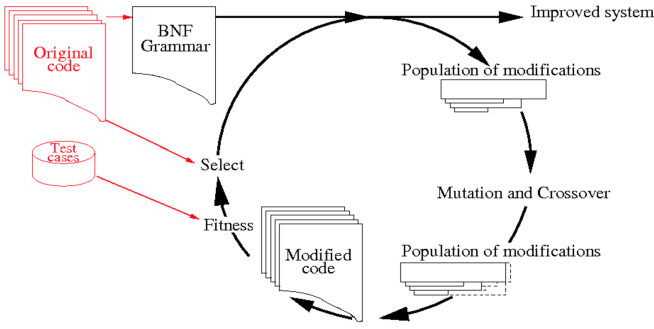 Original
code
BNF
Grammar
Improved system
Population of modifications
Test
cases
Select
Mutation and Crossover
Fitness
Modified
code
Population of modifications